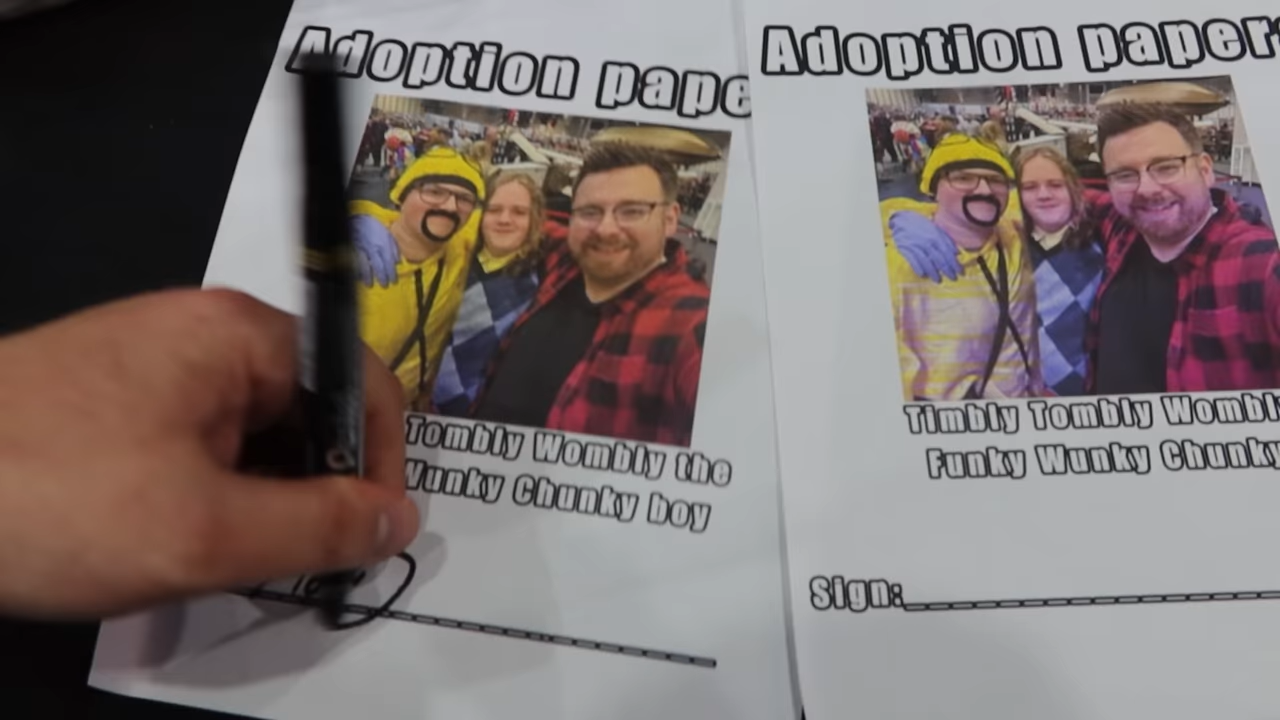 Adoption pape
Tombly Wombly the
Wunky Chunky boy
Adoption paper
Timbly Tombly Wombl
Funky Wunky Chunky
Sign: